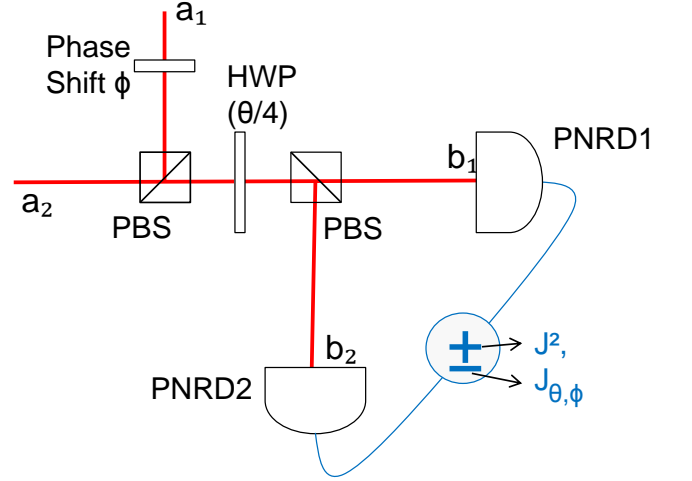 a₁
Phase
Shift ϕ
HWP
(θ/4)
PNRD1
b₁
a₂
PBS
PBS
b₂
PNRD2
±
J²,
J_θ,ϕ